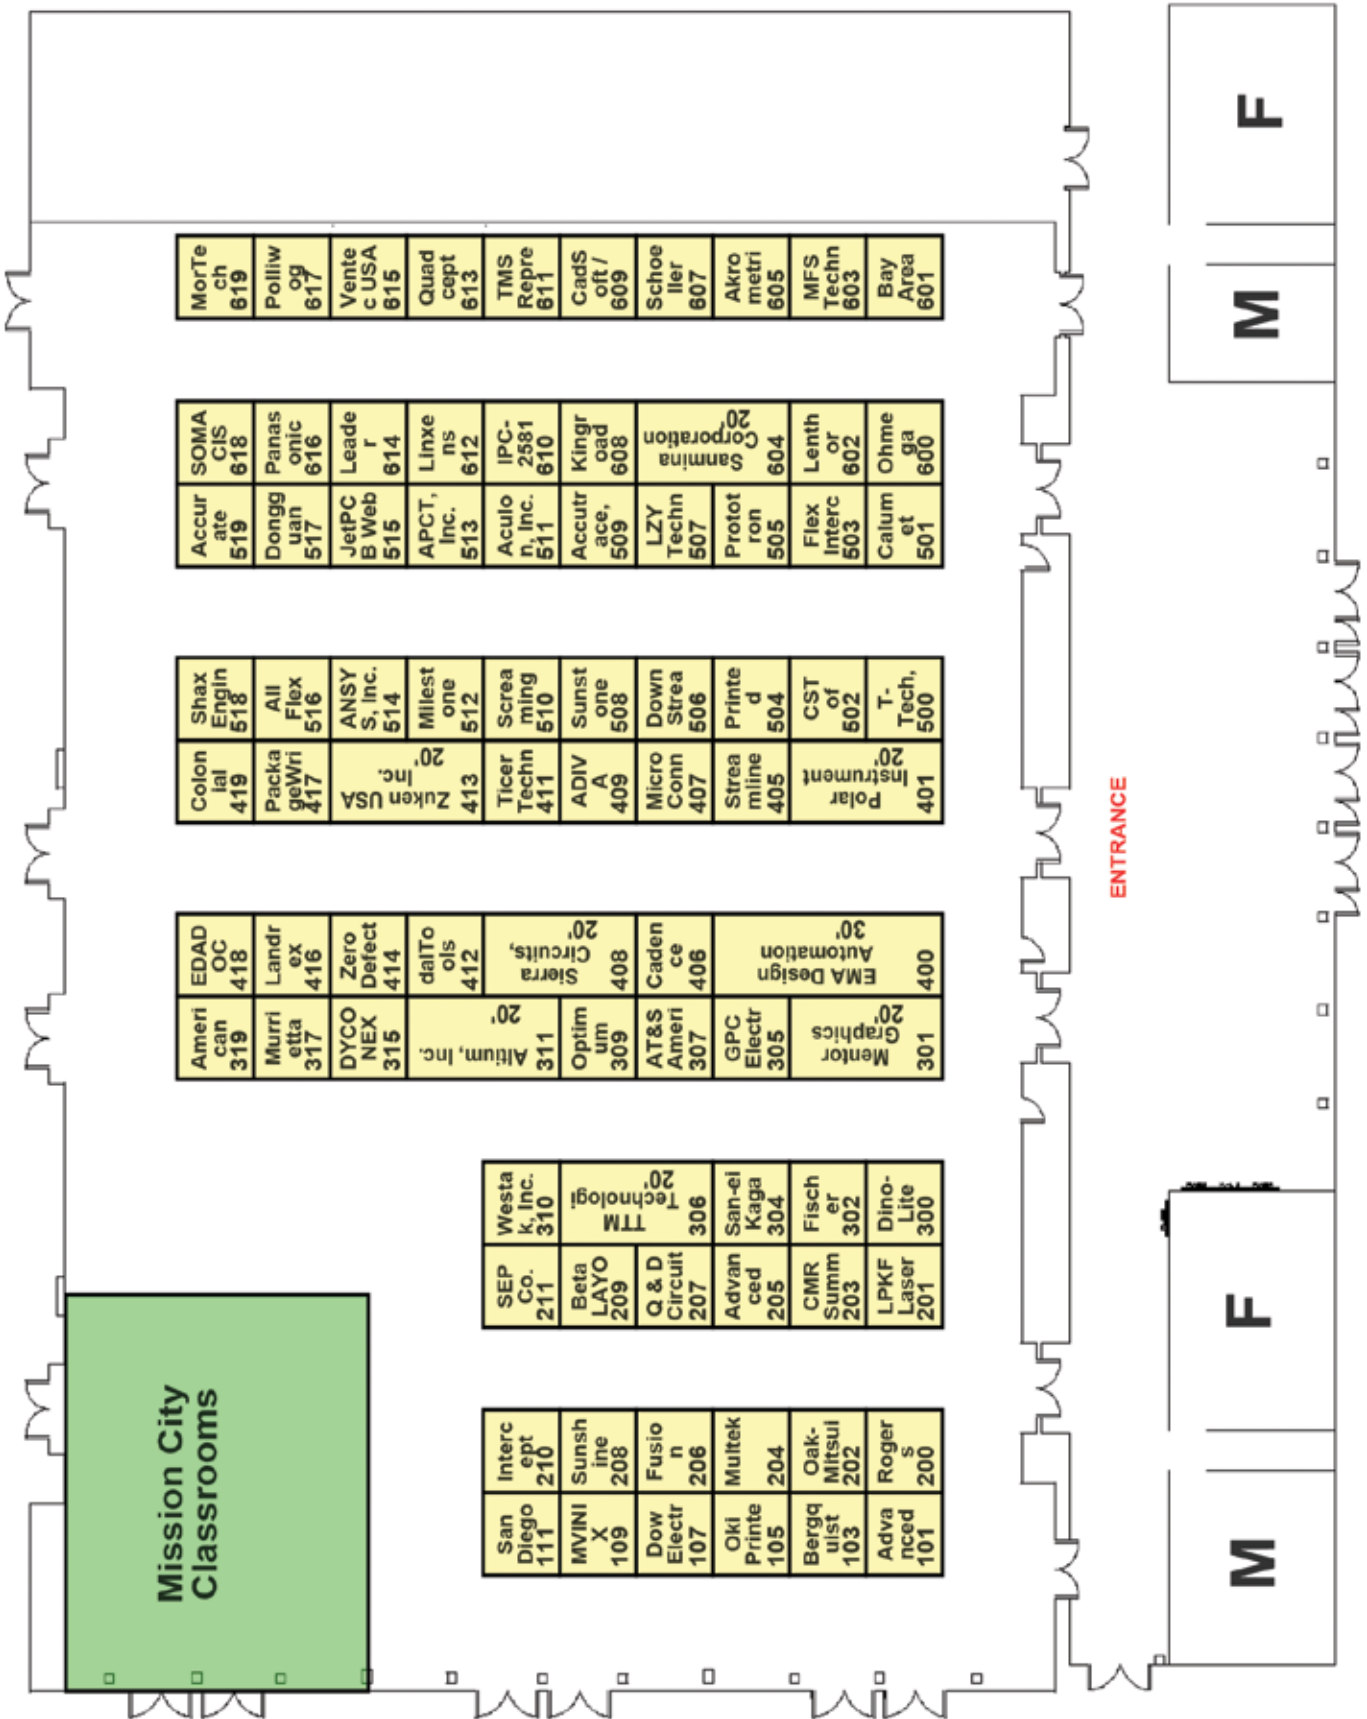 MorTe
ch
619
Polliw
og
617
Vente
c USA
615
Quad
cept
613
TMS
Repre
611
CadS
oft /
609
Schoe
ller
607
Akro
metri
605
MFS
Techn
603
Bay
Area
601
SOMA
CIS
618
Panas
onic
616
Leade
r
614
Linxe
ns
612
IPC-
2581
610
Kingr
oad
608
Sanmina
Corporation
20'
604
Lenth
or
602
Ohme
ga
600
Accur
ate
519
Dongg
uan
517
JetPC
B Web
515
APCT,
Inc.
513
Aculo
n, Inc.
511
Accutr
ace,
509
LZY
Techn
507
Protot
ron
505
Flex
Interc
503
Calum
et
501
Shax
Engin
518
All
Flex
516
ANSY
S, Inc.
514
Milest
one
512
Screa
ming
510
Sunst
one
508
Down
Strea
506
Printe
d
504
CST
of
502
T-
Tech,
500
Colon
ial
419
Packa
geWri
417
Zuken USA
Inc.
20'
413
Ticer
Techn
411
ADIV
A
409
Micro
Conn
407
Strea
mline
405
Polar
Instrument
20'
401
EDAD
OC
418
Landr
ex
416
Zero
Defect
414
dalTo
ols
412
Sierra
Circuits,
20'
408
Caden
ce
406
EMA Design
Automation
30'
400
Ameri
can
319
Murri
etta
317
DYCO
NEX
315
Altium, Inc.
20'
311
Optim
um
309
AT&S
Ameri
307
GPC
Electr
305
Mentor
Graphics
20'
301
Westa
k, Inc.
310
TTM
Technologi
20'
306
San-ei
Kaga
304
Fisch
er
302
Dino-
Lite
300
SEP
Co.
211
Beta
LAYO
209
Q & D
Circuit
207
Advan
ced
205
CMR
Summ
203
LPKF
Laser
201
Interc
ept
210
Sunsh
ine
208
Fusio
n
206
Multek
204
Oak-
Mitsui
202
Roger
s
200
San
Diego
111
MVINI
X
109
Dow
Electr
107
Oki
Printe
105
Bergq
uist
103
Adva
nced
101
Mission City
Classrooms
ENTRANCE
F
M
F
M